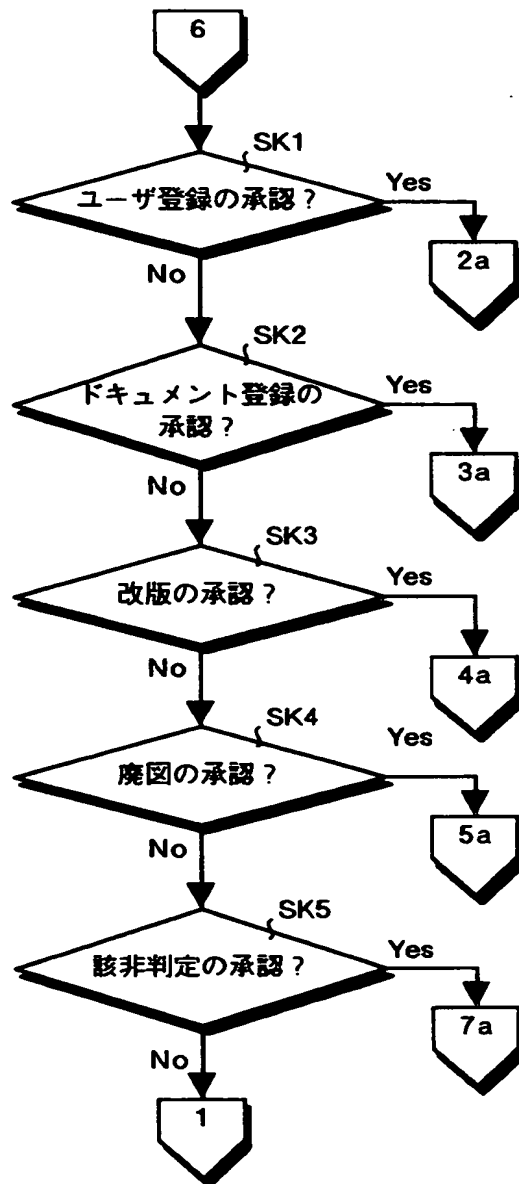 6
SK1
ユーザ登録の承認？
Yes
2a
No
SK2
ドキュメント登録の
承認？
Yes
3a
No
SK3
改版の承認？
Yes
4a
No
SK4
廃図の承認？
Yes
5a
No
SK5
該非判定の承認？
Yes
7a
No
1